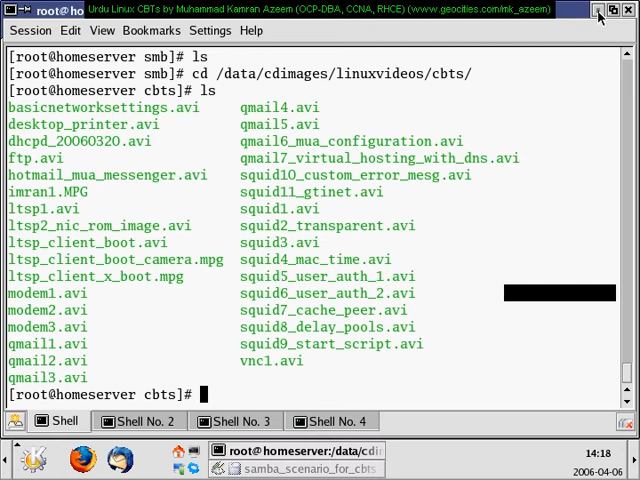 root@ho
Urdu Linux CBTs by Muhammad Kamran Azeem (OCP-DBA, CCNA, RHCE) (www.geocities.com/mk_azeem)
Session Edit View Bookmarks Settings Help
[root@homeserver smb]# ls
[root@homeserver smb]# cd /data/cdimages/linuxvideos/cbts/
[root@homeserver cbts]# ls
basicnetworksettings.avi qmail4.avi
desktop_printer.avi qmail5.avi
dhcpd_20060320.avi qmail6_mua_configuration.avi
ftp.avi qmail7_virtual_hosting_with_dns.avi
hotmail_mua_messenger.avi squid10_custom_error_mesg.avi
imran1.MPG squid11_gtinet.avi
ltsp1.avi squid1.avi
ltsp2_nic_rom_image.avi squid2_transparent.avi
ltsp_client_boot.avi squid3.avi
ltsp_client_boot_camera.mpg squid4_mac_time.avi
ltsp_client_x_boot.mpg squid5_user_auth_1.avi
modem1.avi squid6_user_auth_2.avi
modem2.avi squid7_cache_peer.avi
modem3.avi squid8_delay_pools.avi
qmail1.avi squid9_start_script.avi
qmail2.avi vnc1.avi
qmail3.avi
[root@homeserver cbts]#
Shell Shell No. 2 Shell No. 3 Shell No. 4
root@homeserver:/data/cdi
samba_scenario_for_cbts
14:18
2006-04-06